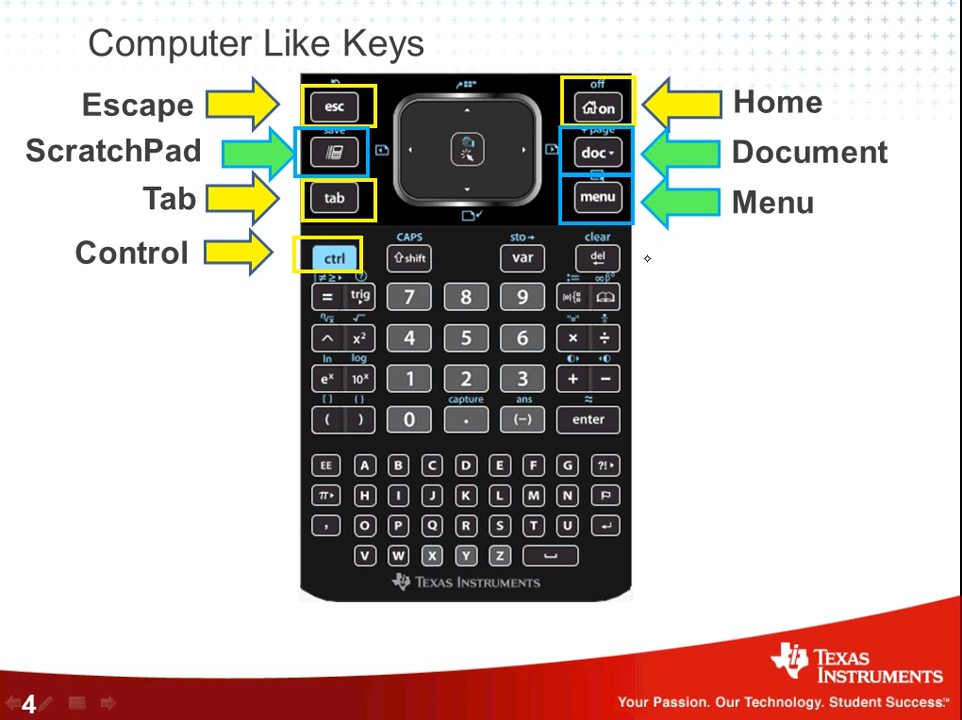 Computer Like Keys
Escape
ScratchPad
Tab
Control
Home
Document
Menu
off
esc
on
save
+ page
doc
tab
menu
CAPS
sto→
clear
ctrl
⇧shift
var
del
≠≥▸
?
:=
∞β°
=
trig
7
8
9
|□|{
ⁿ√x
√
"□"
^
x²
4
5
6
×
÷
ln
log
eˣ
10ˣ
1
2
3
+
−
[ ]
{ }
capture
ans
≈
(
)
0
.
(−)
enter
EE A B C D E F G ?!▸
π▸ H I J K L M N
, O P Q R S T U ↵
V W X Y Z
TEXAS INSTRUMENTS
TEXAS
INSTRUMENTS
Your Passion. Our Technology. Student Success.™
4